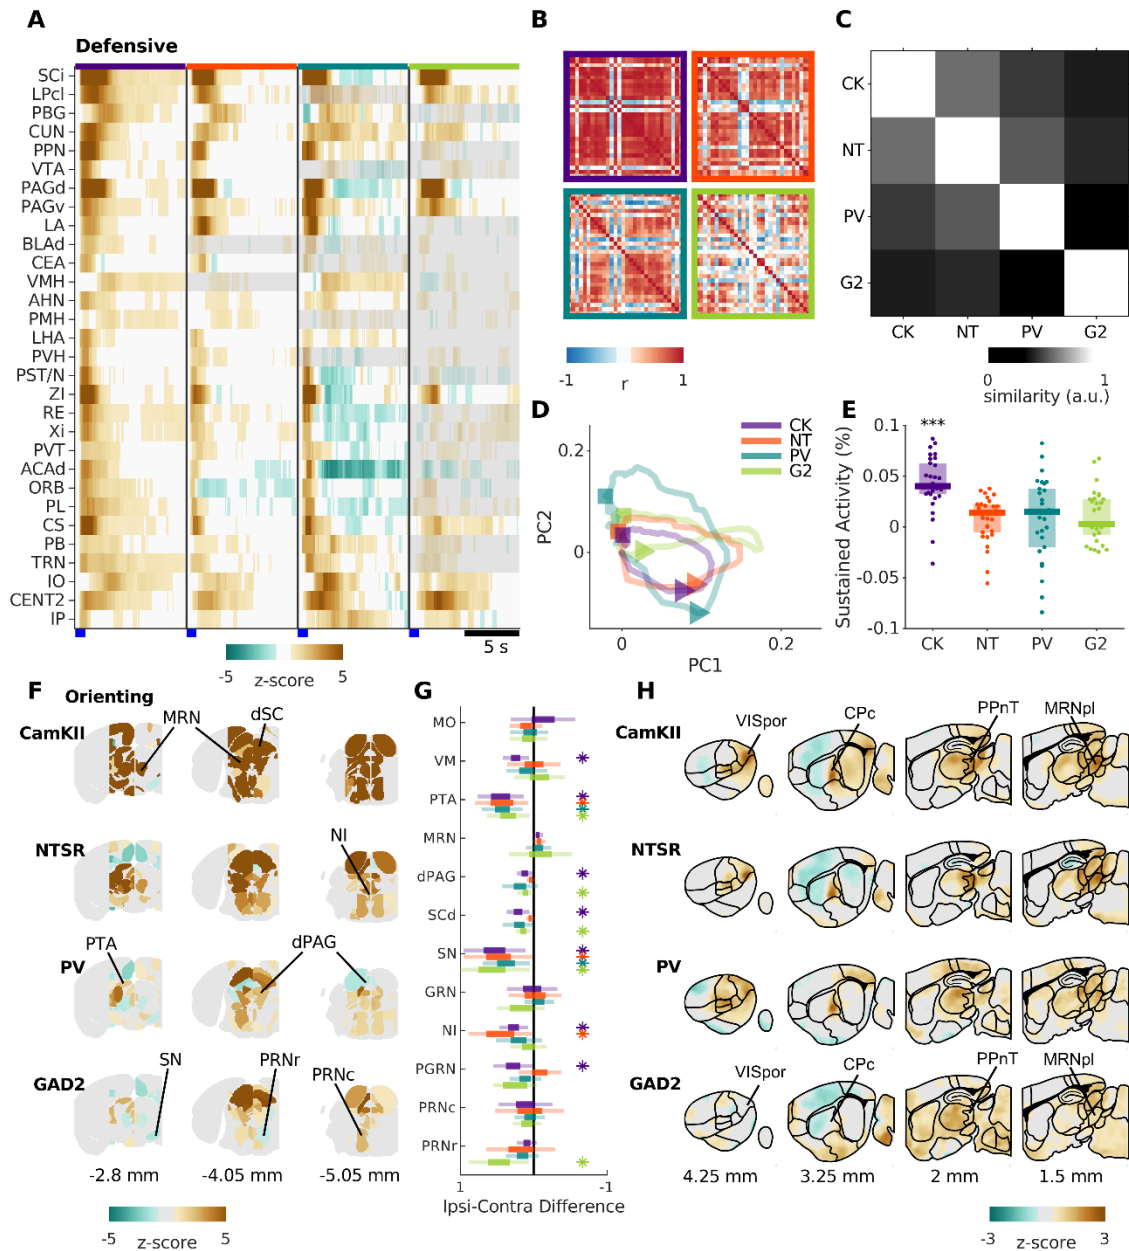 A
Defensive
SCi
LPcl
PBG
CUN
PPN
VTA
PAGd
PAGv
LA
BLAd
CEA
VMH
AHN
PMH
LHA
PVH
PST/N
ZI
RE
Xi
PVT
ACAd
ORB
PL
CS
PB
TRN
IO
CENT2
IP
5 s
-5 5
z-score
B
-1 1
r
C
CK
NT
PV
G2
CK NT PV G2
0 1
similarity (a.u.)
D
CK
NT
PV
G2
0.2
0
PC2
0 0.2
PC1
E
***
Sustained Activity (%)
0.1
0.05
0
-0.05
-0.1
CK NT PV G2
F
Orienting
CamKII
MRN
dSC
NTSR
NI
PV
PTA
dPAG
GAD2
SN
PRNr
PRNc
-2.8 mm -4.05 mm -5.05 mm
-5 5
z-score
G
MO
VM
PTA
MRN
dPAG
SCd
SN
GRN
NI
PGRN
PRNc
PRNr
1 -1
Ipsi-Contra Difference
H
CamKII
VISpor
CPc
PPnT
MRNpl
NTSR
PV
GAD2
VISpor
CPc
PPnT
MRNpl
4.25 mm 3.25 mm 2 mm 1.5 mm
-3 3
z-score